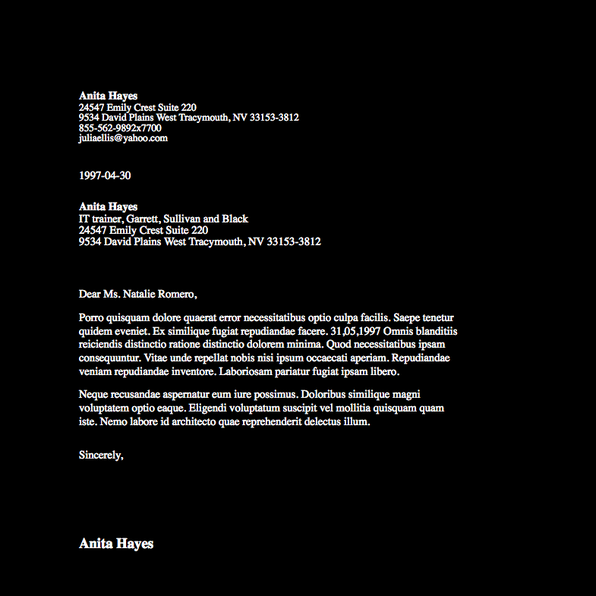 Anita Hayes
24547 Emily Crest Suite 220
9534 David Plains West Tracymouth, NV 33153-3812
855-562-9892x7700
juliaellis@yahoo.com
1997-04-30
Anita Hayes
IT trainer, Garrett, Sullivan and Black
24547 Emily Crest Suite 220
9534 David Plains West Tracymouth, NV 33153-3812
Dear Ms. Natalie Romero,
Porro quisquam dolore quaerat error necessitatibus optio culpa facilis. Saepe tenetur
quidem eveniet. Ex similique fugiat repudiandae facere. 31,05,1997 Omnis blanditiis
reiciendis distinctio ratione distinctio dolorem minima. Quod necessitatibus ipsam
consequuntur. Vitae unde repellat nobis nisi ipsum occaecati aperiam. Repudiandae
veniam repudiandae inventore. Laboriosam pariatur fugiat ipsam libero.
Neque recusandae aspernatur eum iure possimus. Doloribus similique magni
voluptatem optio eaque. Eligendi voluptatum suscipit vel mollitia quisquam quam
iste. Nemo labore id architecto quae reprehenderit delectus illum.
Sincerely,
Anita Hayes